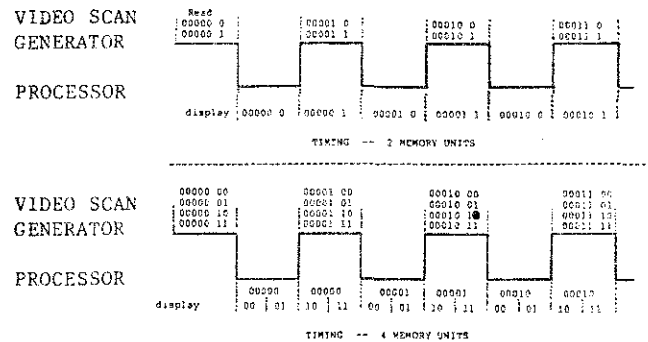 Read
VIDEO SCAN 00000 0 00001 0 00010 0 00011 0
GENERATOR 00000 1 00001 1 00010 1 00011 1
PROCESSOR
display 00000 0 00000 1 00001 0 00001 1 00010 0 00010 1
TIMING -- 2 MEMORY UNITS
00000 00 00001 00 00010 00 00011 00
VIDEO SCAN 00000 01 00001 01 00010 01 00011 01
00000 10 00001 10 00010 10 00011 10
GENERATOR 00000 11 00001 11 00010 11 00011 11
PROCESSOR
00000 00000 00001 00001 00010 00010
display 00 01 10 11 00 01 10 11 00 01 10 11
TIMING -- 4 MEMORY UNITS